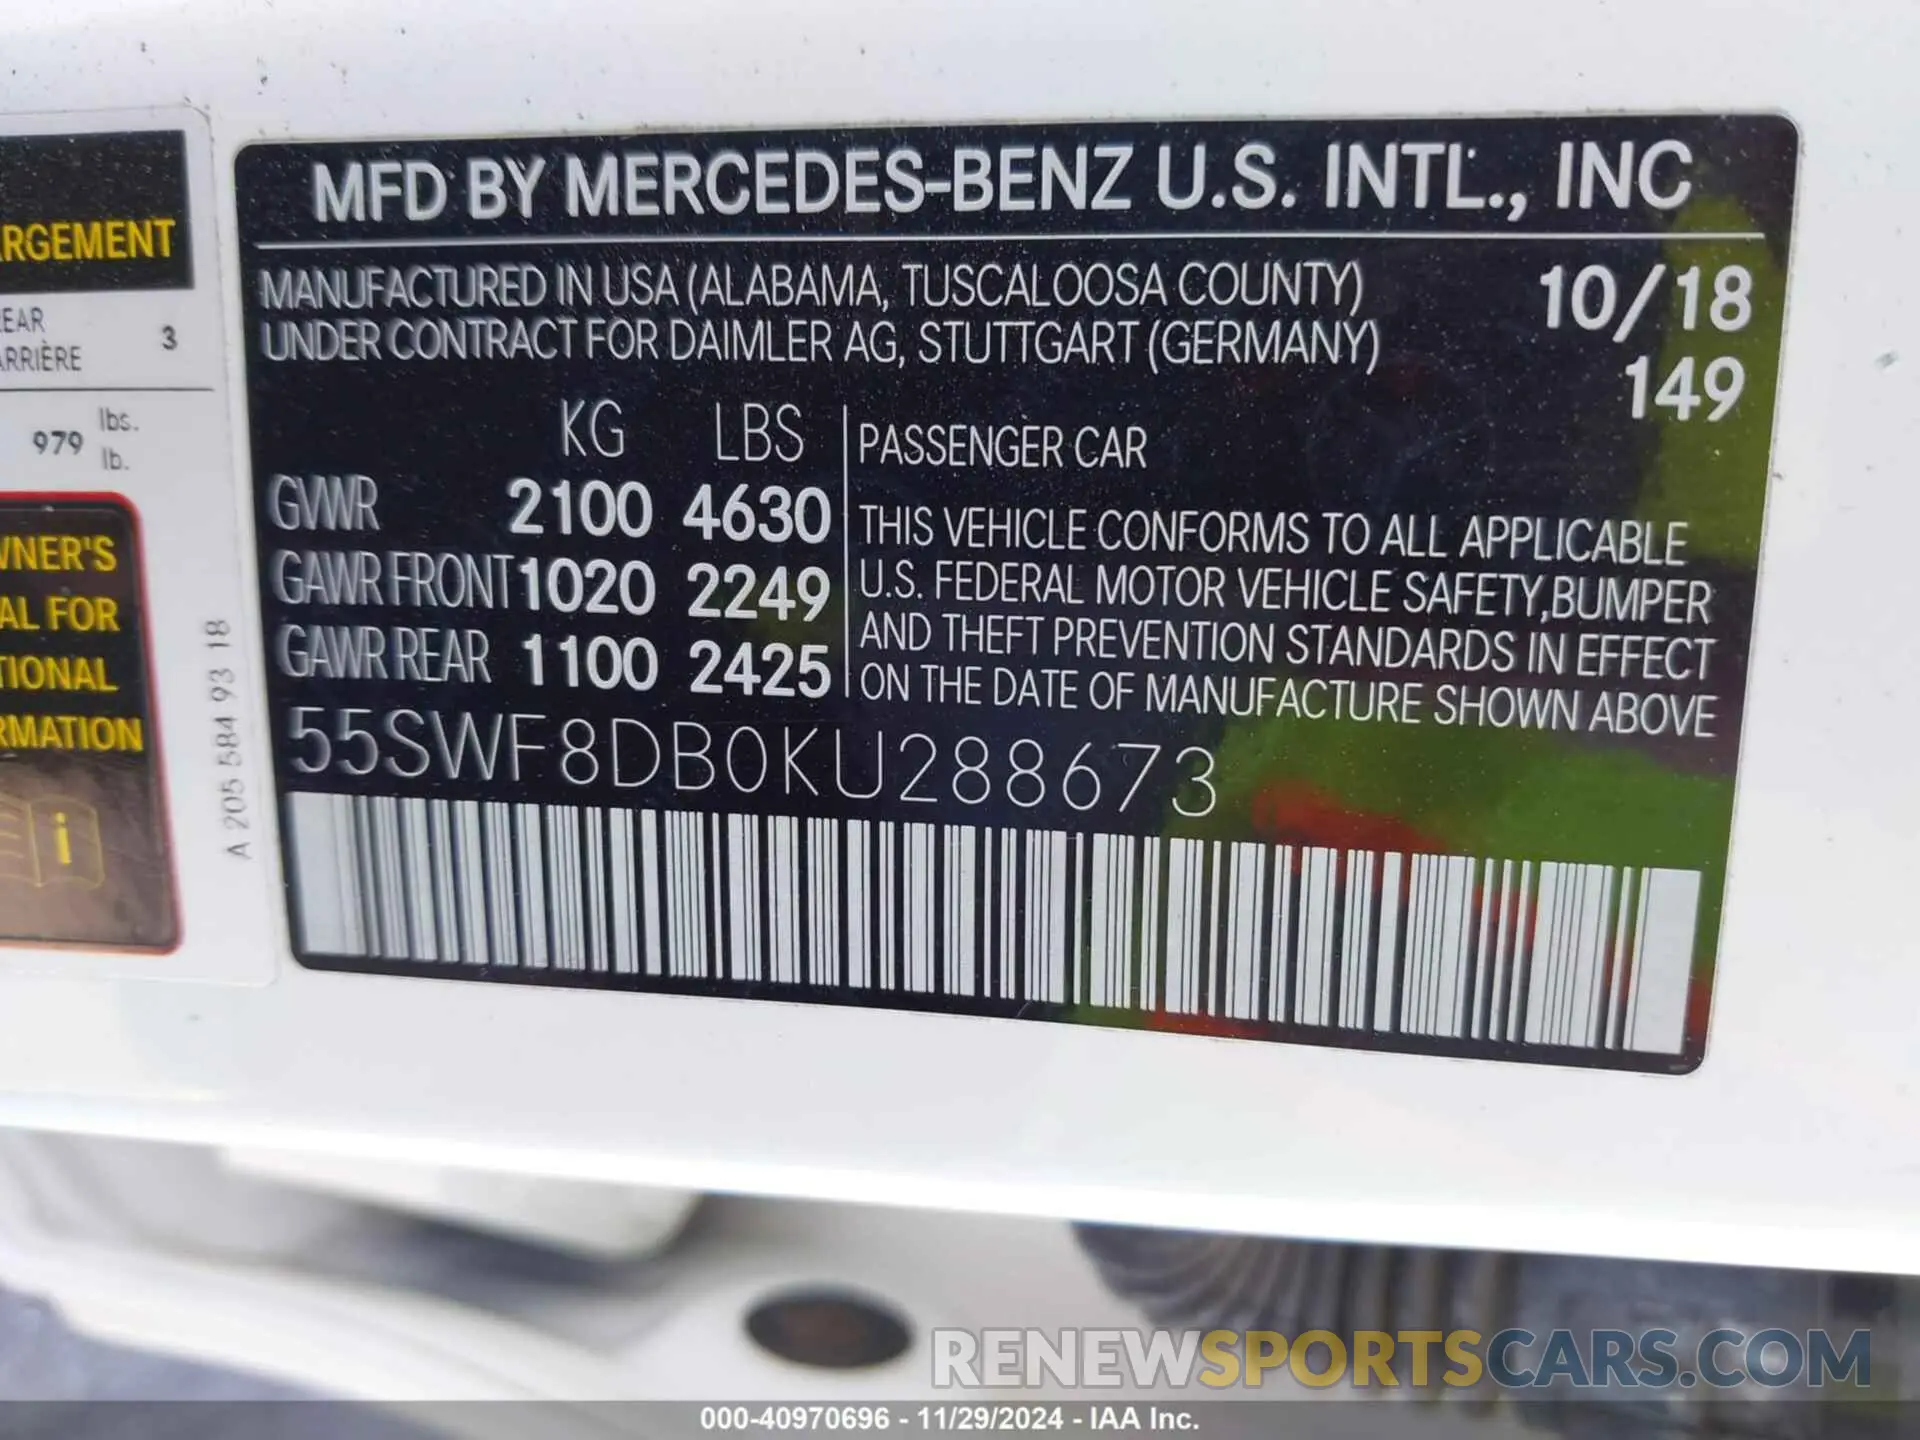 RGEMENT
EAR
ARRIÈRE
3
979 lbs.
lb.
WNER'S
AL FOR
TIONAL
RMATION
i
A 205 584 93 18
MFD BY MERCEDES-BENZ U.S. INTL., INC
MANUFACTURED IN USA (ALABAMA, TUSCALOOSA COUNTY)
UNDER CONTRACT FOR DAIMLER AG, STUTTGART (GERMANY)
10/18
149
KG LBS
GVWR 2100 4630
GAWR FRONT 1020 2249
GAWR REAR 1100 2425
PASSENGER CAR
THIS VEHICLE CONFORMS TO ALL APPLICABLE
U.S. FEDERAL MOTOR VEHICLE SAFETY,BUMPER
AND THEFT PREVENTION STANDARDS IN EFFECT
ON THE DATE OF MANUFACTURE SHOWN ABOVE
55SWF8DB0KU288673
RENEWSPORTSCARS.COM
000-40970696 - 11/29/2024 - IAA Inc.